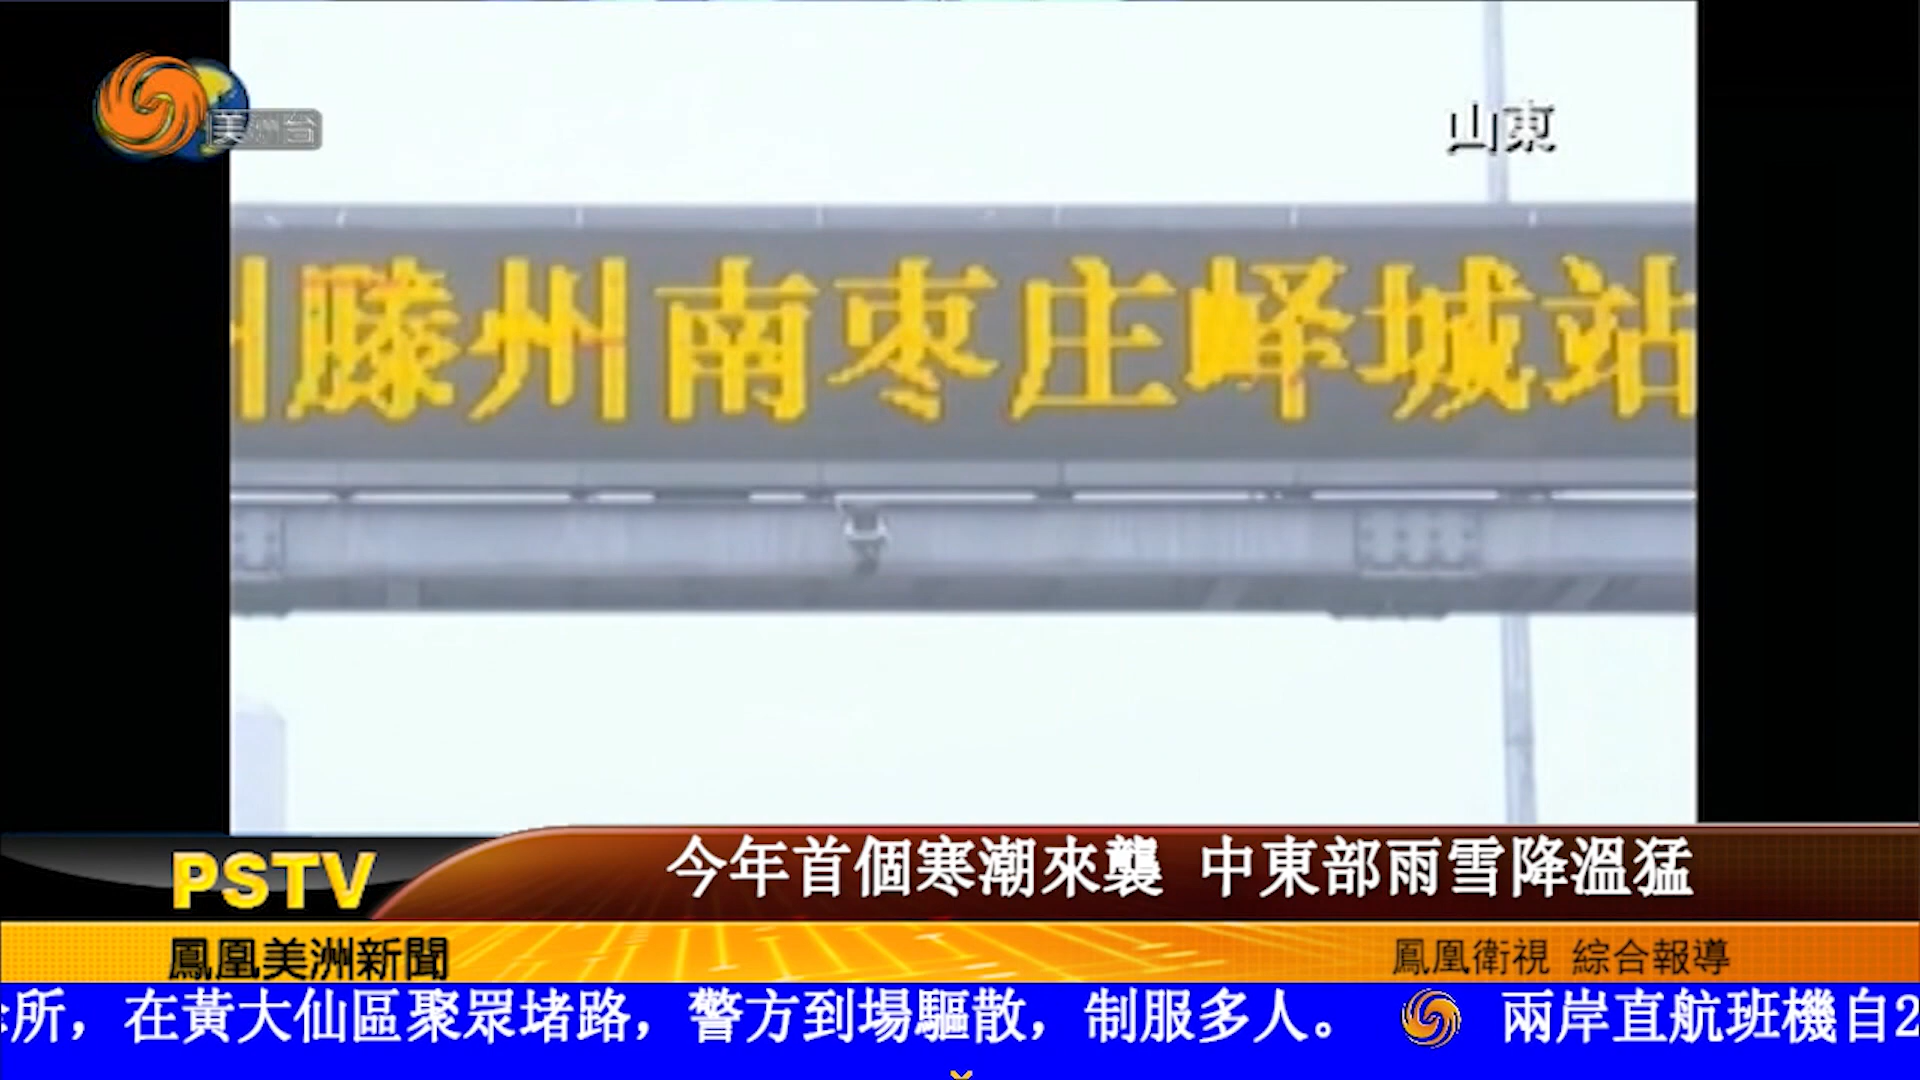 美洲台
山東
州滕州南枣庄峄城站
PSTV
今年首個寒潮來襲 中東部雨雪降溫猛
鳳凰美洲新聞
鳳凰衛視 綜合報導
所，在黃大仙區聚眾堵路，警方到場驅散，制服多人。 兩岸直航班機自2